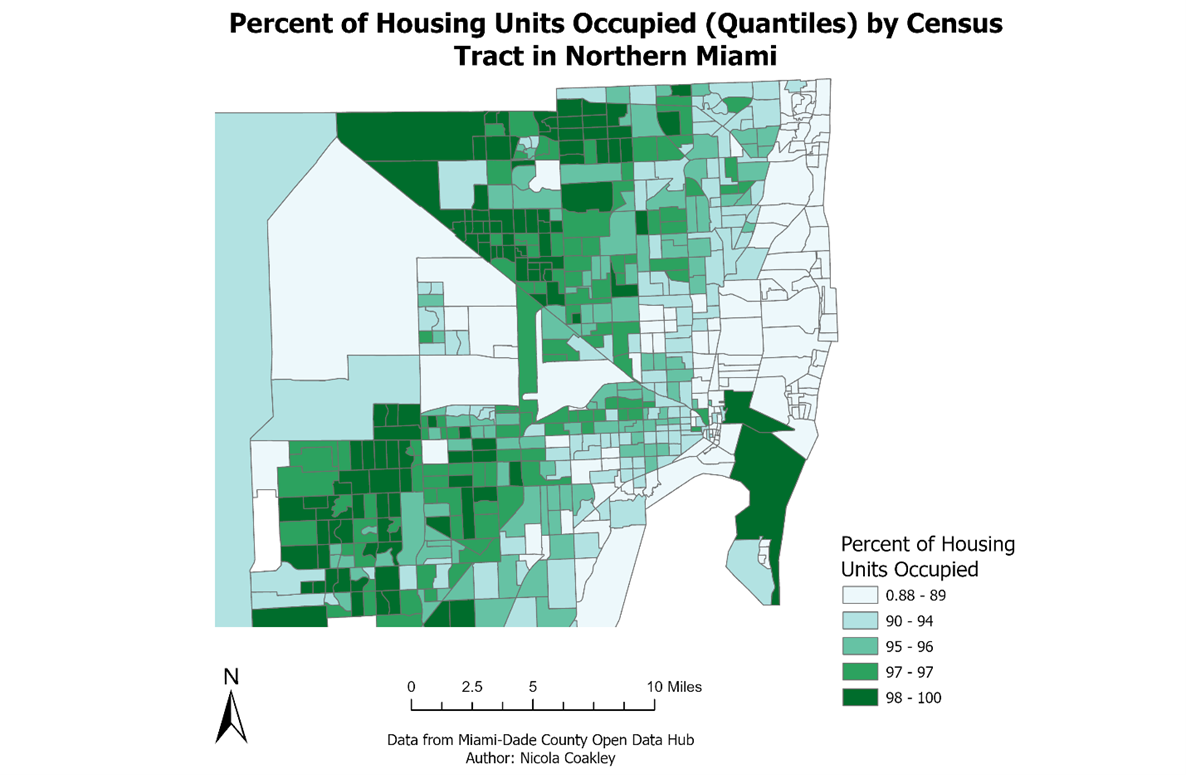 Percent of Housing Units Occupied (Quantiles) by Census
Tract in Northern Miami
Percent of Housing
Units Occupied
0.88 - 89
90 - 94
95 - 96
97 - 97
98 - 100
N
0 2.5 5 10 Miles
Data from Miami-Dade County Open Data Hub
Author: Nicola Coakley